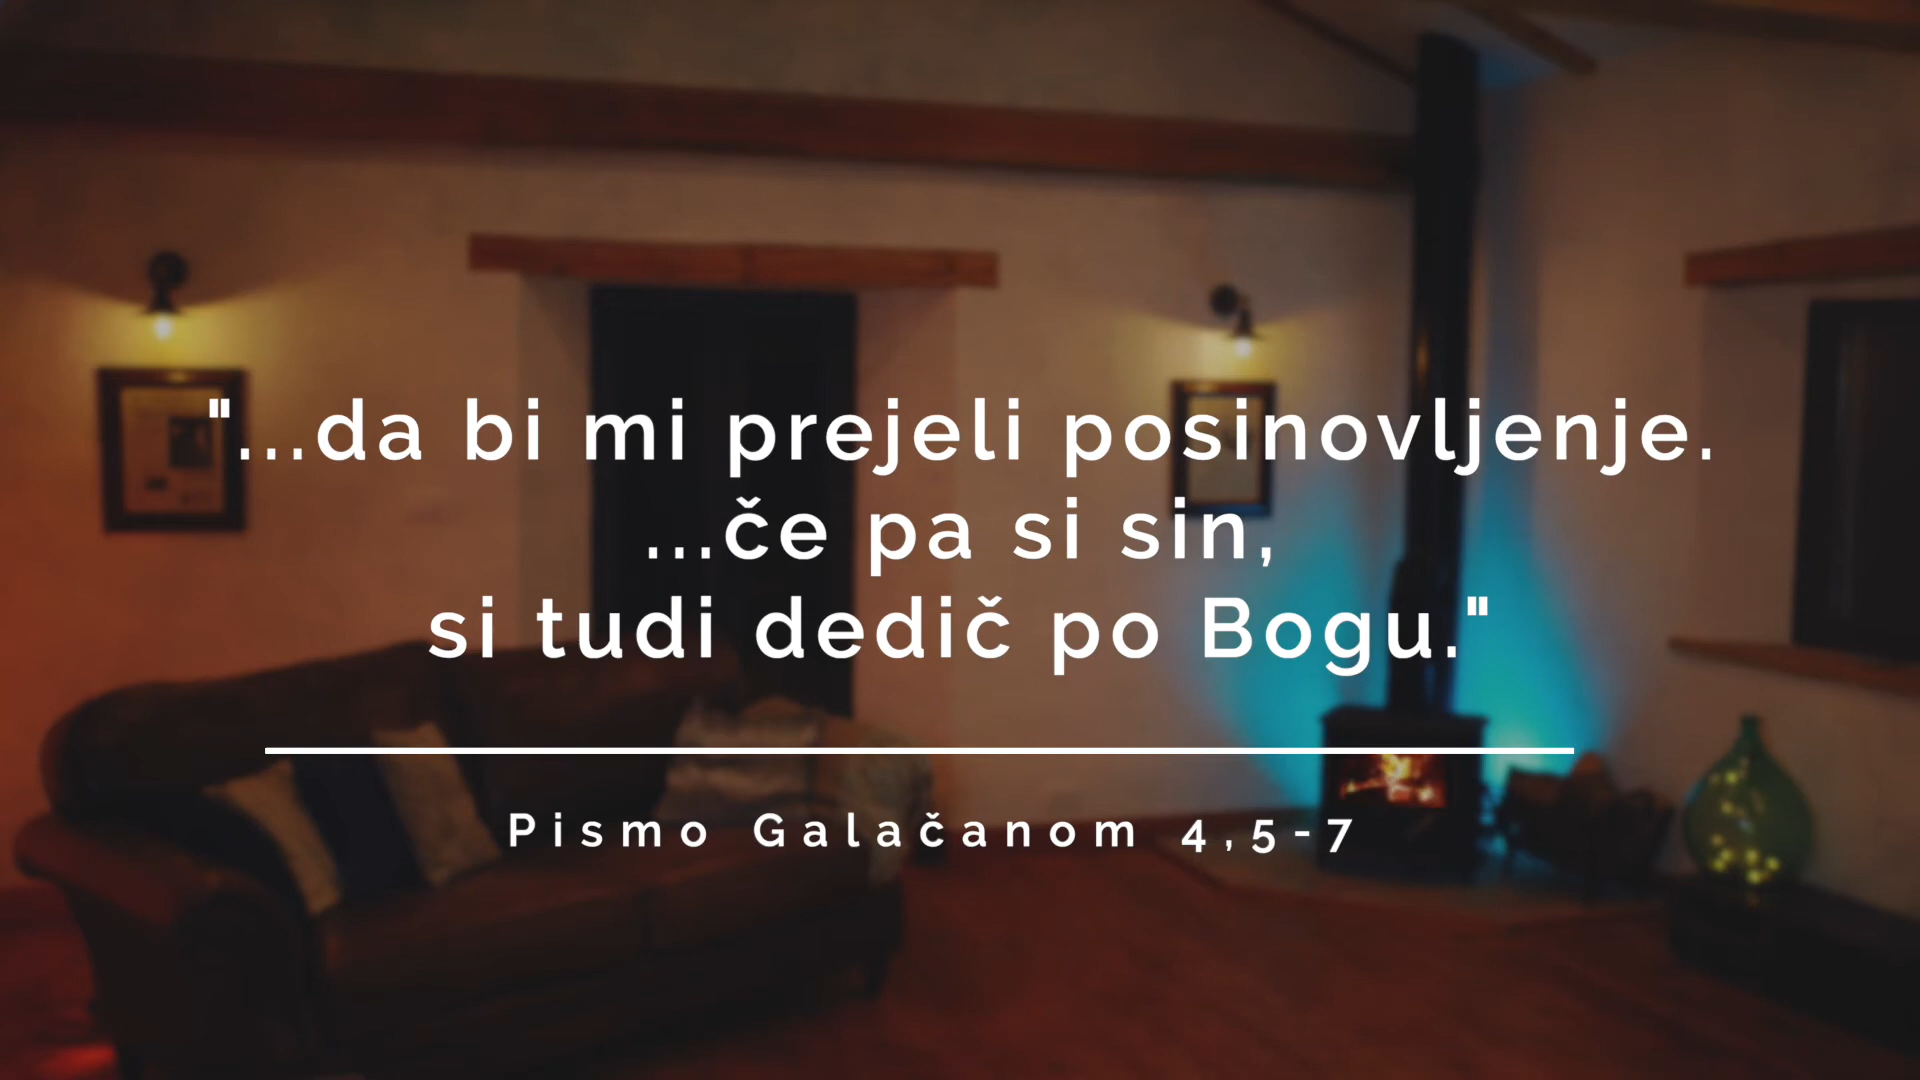 "...da bi mi prejeli posinovljenje.
...če pa si sin,
si tudi dedič po Bogu."
Pismo Galačanom 4,5-7